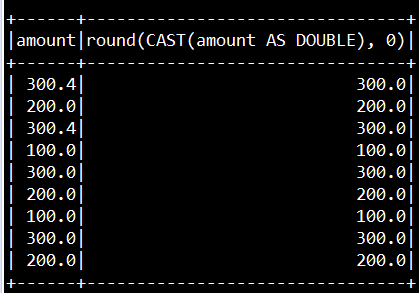 +------+--------------------------------+
|amount|round(CAST(amount AS DOUBLE), 0)|
+------+--------------------------------+
| 300.4|                           300.0|
| 200.0|                           200.0|
| 300.4|                           300.0|
| 100.0|                           100.0|
| 300.0|                           300.0|
| 200.0|                           200.0|
| 100.0|                           100.0|
| 300.0|                           300.0|
| 200.0|                           200.0|
+------+--------------------------------+